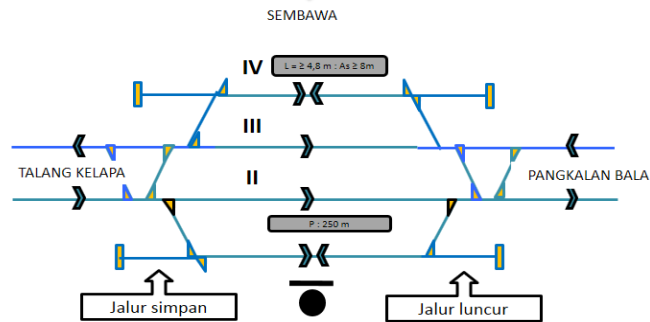 SEMBAWA
IV
L = ≥ 4,8 m : As ≥ 8m
III
TALANG KELAPA
II
PANGKALAN BALA
P : 250 m
Jalur simpan
Jalur luncur